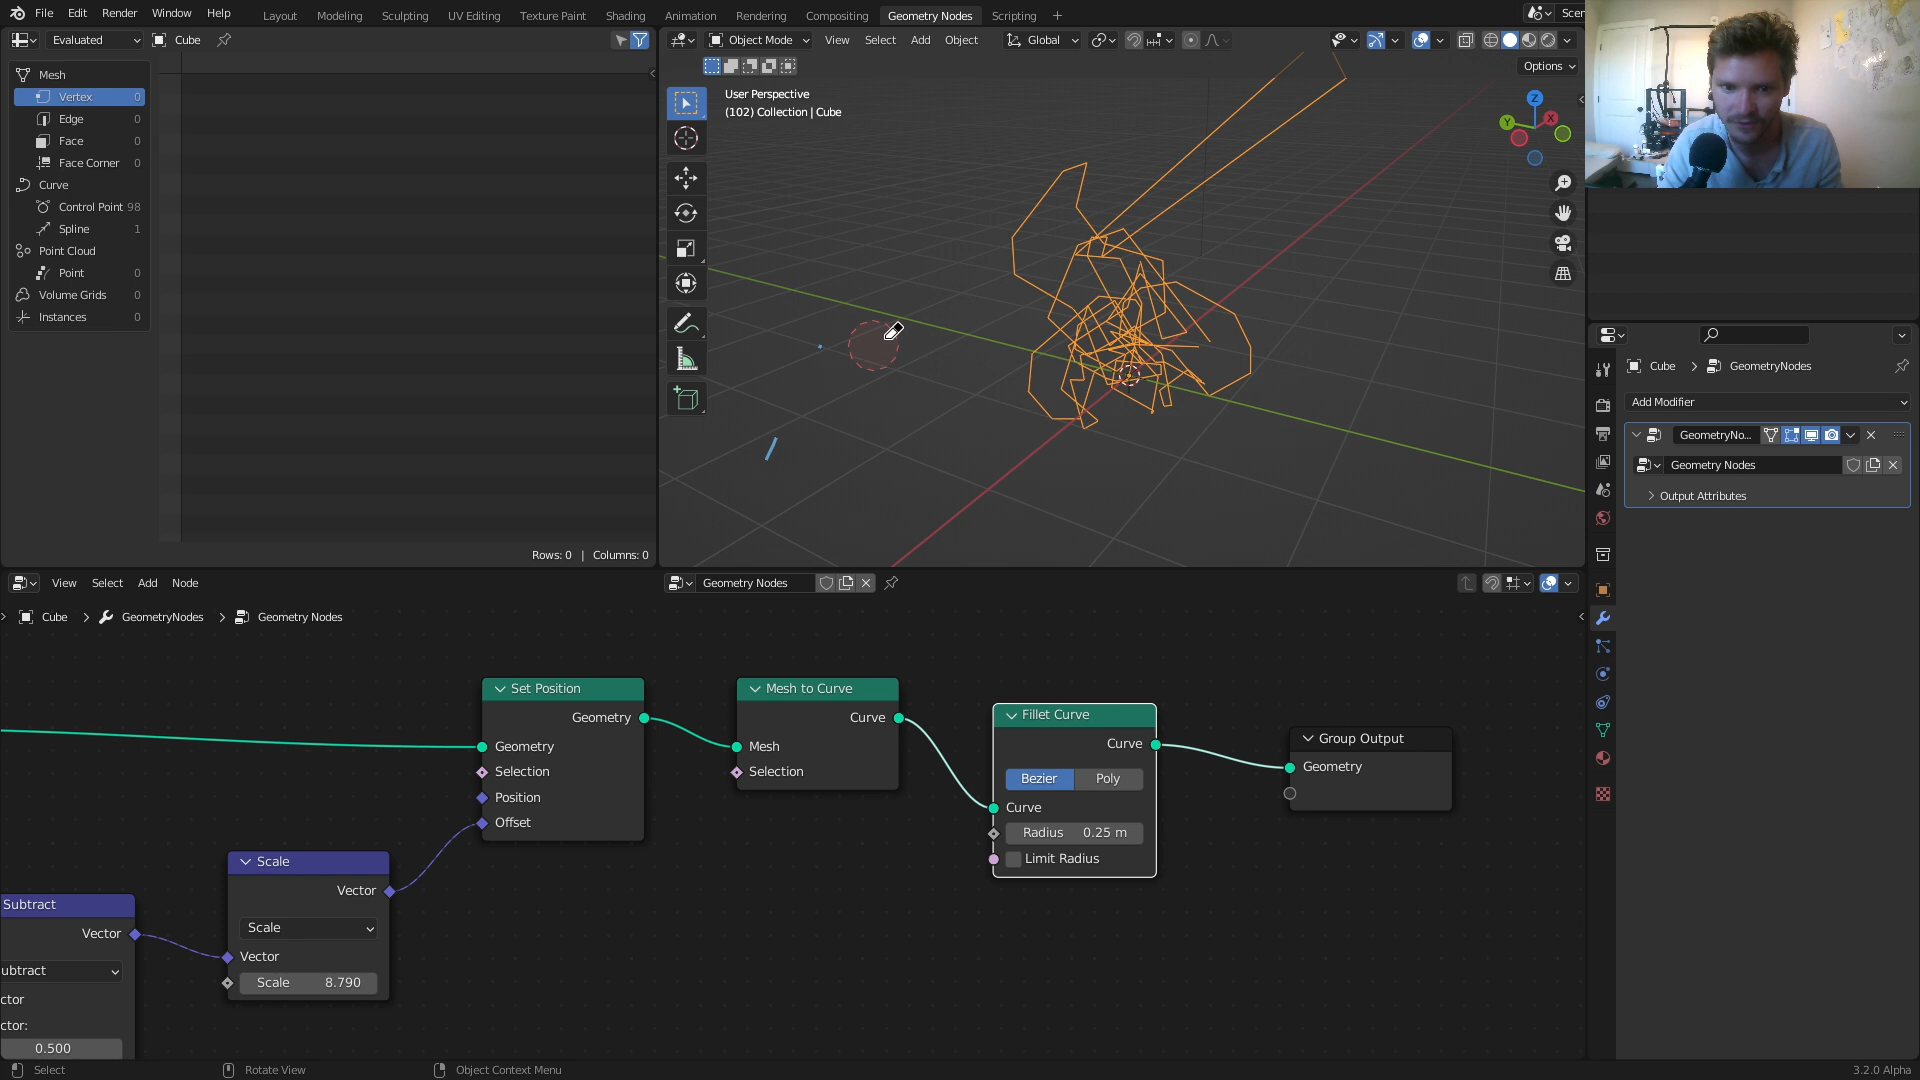 File Edit Render Window Help
Layout Modeling Sculpting UV Editing Texture Paint Shading Animation Rendering Compositing Geometry Nodes Scripting +
Scen
Evaluated Cube
Mesh
Vertex 0
Edge 0
Face 0
Face Corner 0
Curve
Control Point 98
Spline 1
Point Cloud
Point 0
Volume Grids 0
Instances 0
Rows: 0 | Columns: 0
Object Mode View Select Add Object Global
Options
User Perspective
(102) Collection | Cube
Z
Y
X
Cube > GeometryNodes
Add Modifier
GeometryNo...
Geometry Nodes
Output Attributes
View Select Add Node
Geometry Nodes
Cube > GeometryNodes > Geometry Nodes
Set Position
Geometry
Geometry
Selection
Position
Offset
Mesh to Curve
Curve
Mesh
Selection
Fillet Curve
Curve
Bezier Poly
Curve
Radius 0.25 m
Limit Radius
Group Output
Geometry
Scale
Vector
Scale
Vector
Scale 8.790
Subtract
Vector
ubtract
ctor
ctor:
0.500
Select Rotate View Object Context Menu
3.2.0 Alpha